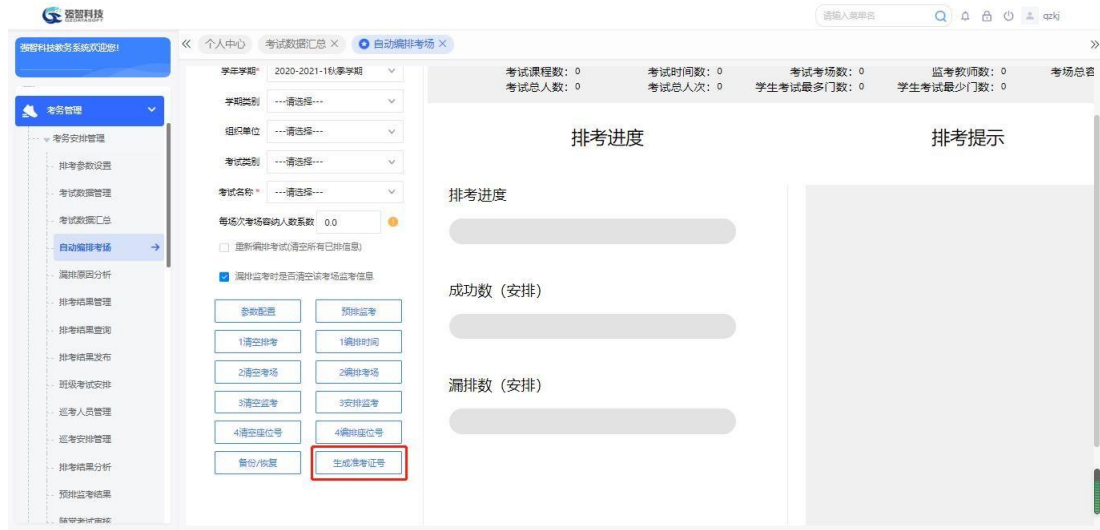 强智科技
QZDATASOFT
请输入菜单名
qzkj
强智科技教务系统欢迎您!
个人中心 考试数据汇总 自动编排考场
考务管理
考务安排管理
排考参数设置
考试数据管理
考试数据汇总
自动编排考场
漏排原因分析
排考结果管理
排考结果查询
排考结果发布
班级考试安排
巡考人员管理
巡考安排管理
排考结果分析
预排监考结果
随堂考试审核
学年学期* 2020-2021-1秋季学期
学期类别 ---请选择---
组织单位 ---请选择---
考试类别 ---请选择---
考试名称* ---请选择---
每场次考场容纳人数系数 0.0
重新编排考试(清空所有已排信息)
漏排监考时是否清空该考场监考信息
参数配置 预排监考
1清空排考 1编排时间
2清空考场 2编排考场
3清空监考 3安排监考
4清空座位号 4编排座位号
备份/恢复 生成准考证号
考试课程数: 0 考试时间数: 0 考试考场数: 0 监考教师数: 0 考场总容
考试总人数: 0 考试总人次: 0 学生考试最多门数: 0 学生考试最少门数: 0
排考进度 排考提示
排考进度
成功数(安排)
漏排数(安排)